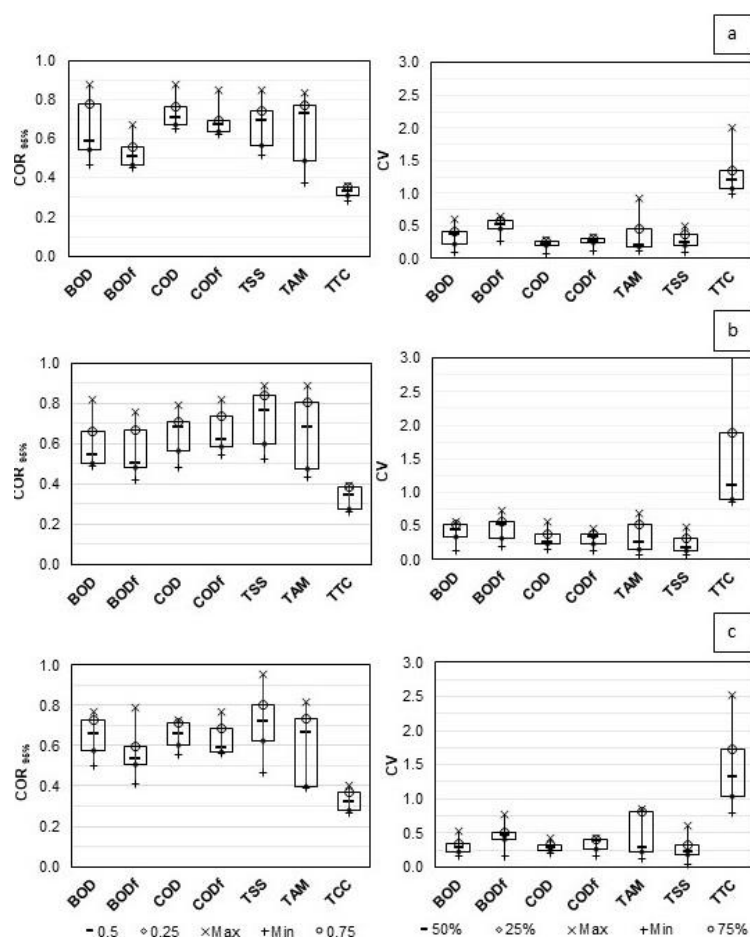 a
1.0
0.8
0.6
0.4
0.2
0.0
COR 95%
BOD BODf COD CODf TSS TAM TTC
3.0
2.5
2.0
1.5
1.0
0.5
0.0
CV
BOD BODf COD CODf TAM TSS TTC
b
1.0
0.8
0.6
0.4
0.2
0.0
COR 95%
BOD BODf COD CODf TSS TAM TTC
3.0
2.5
2.0
1.5
1.0
0.5
0.0
CV
BOD BODf COD CODf TAM TSS TTC
c
1.0
0.8
0.6
0.4
0.2
0.0
COR 95%
BOD BODf COD CODf TSS TAM TCC
0.5 0.25 Max Min 0.75
3.0
2.5
2.0
1.5
1.0
0.5
0.0
CV
BOD BODf COD CODf TAM TSS TTC
50% 25% Max Min 75%